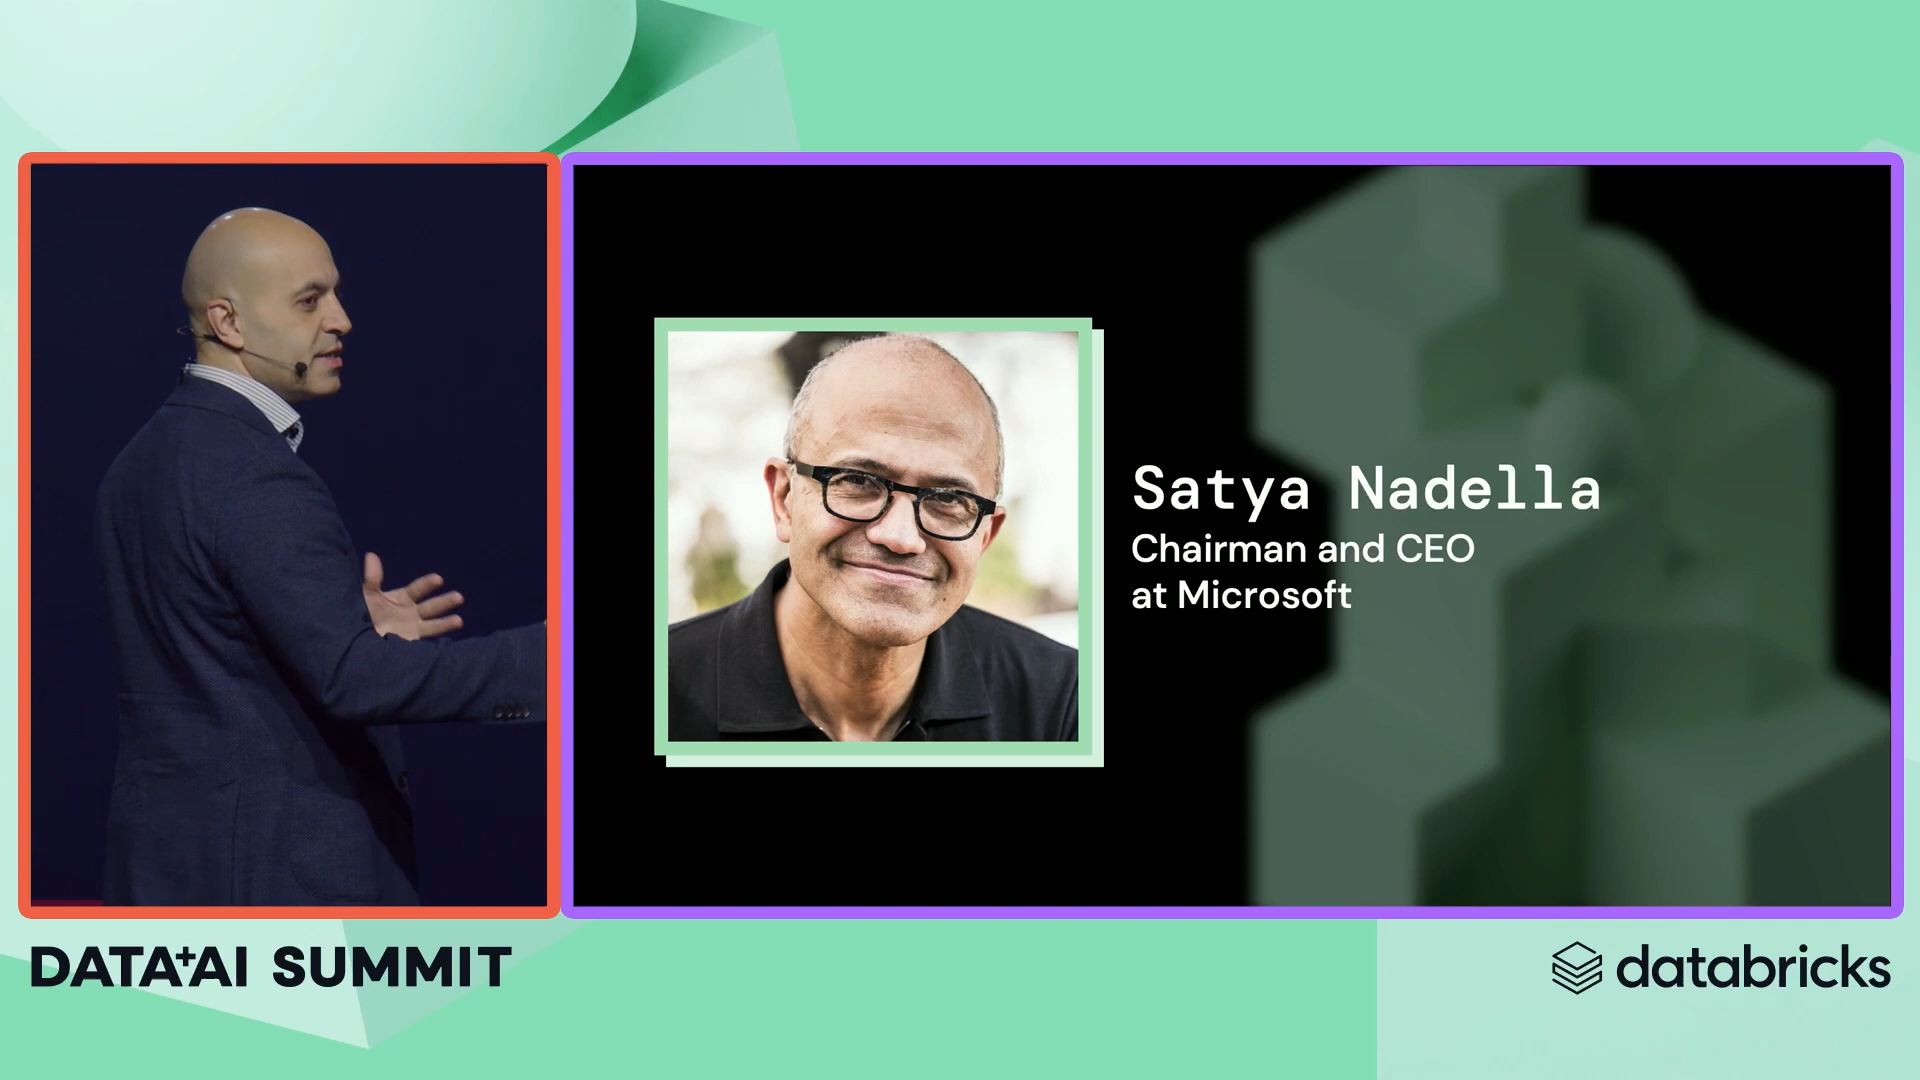 Satya Nadella
Chairman and CEO
at Microsoft
DATA+AI SUMMIT
databricks